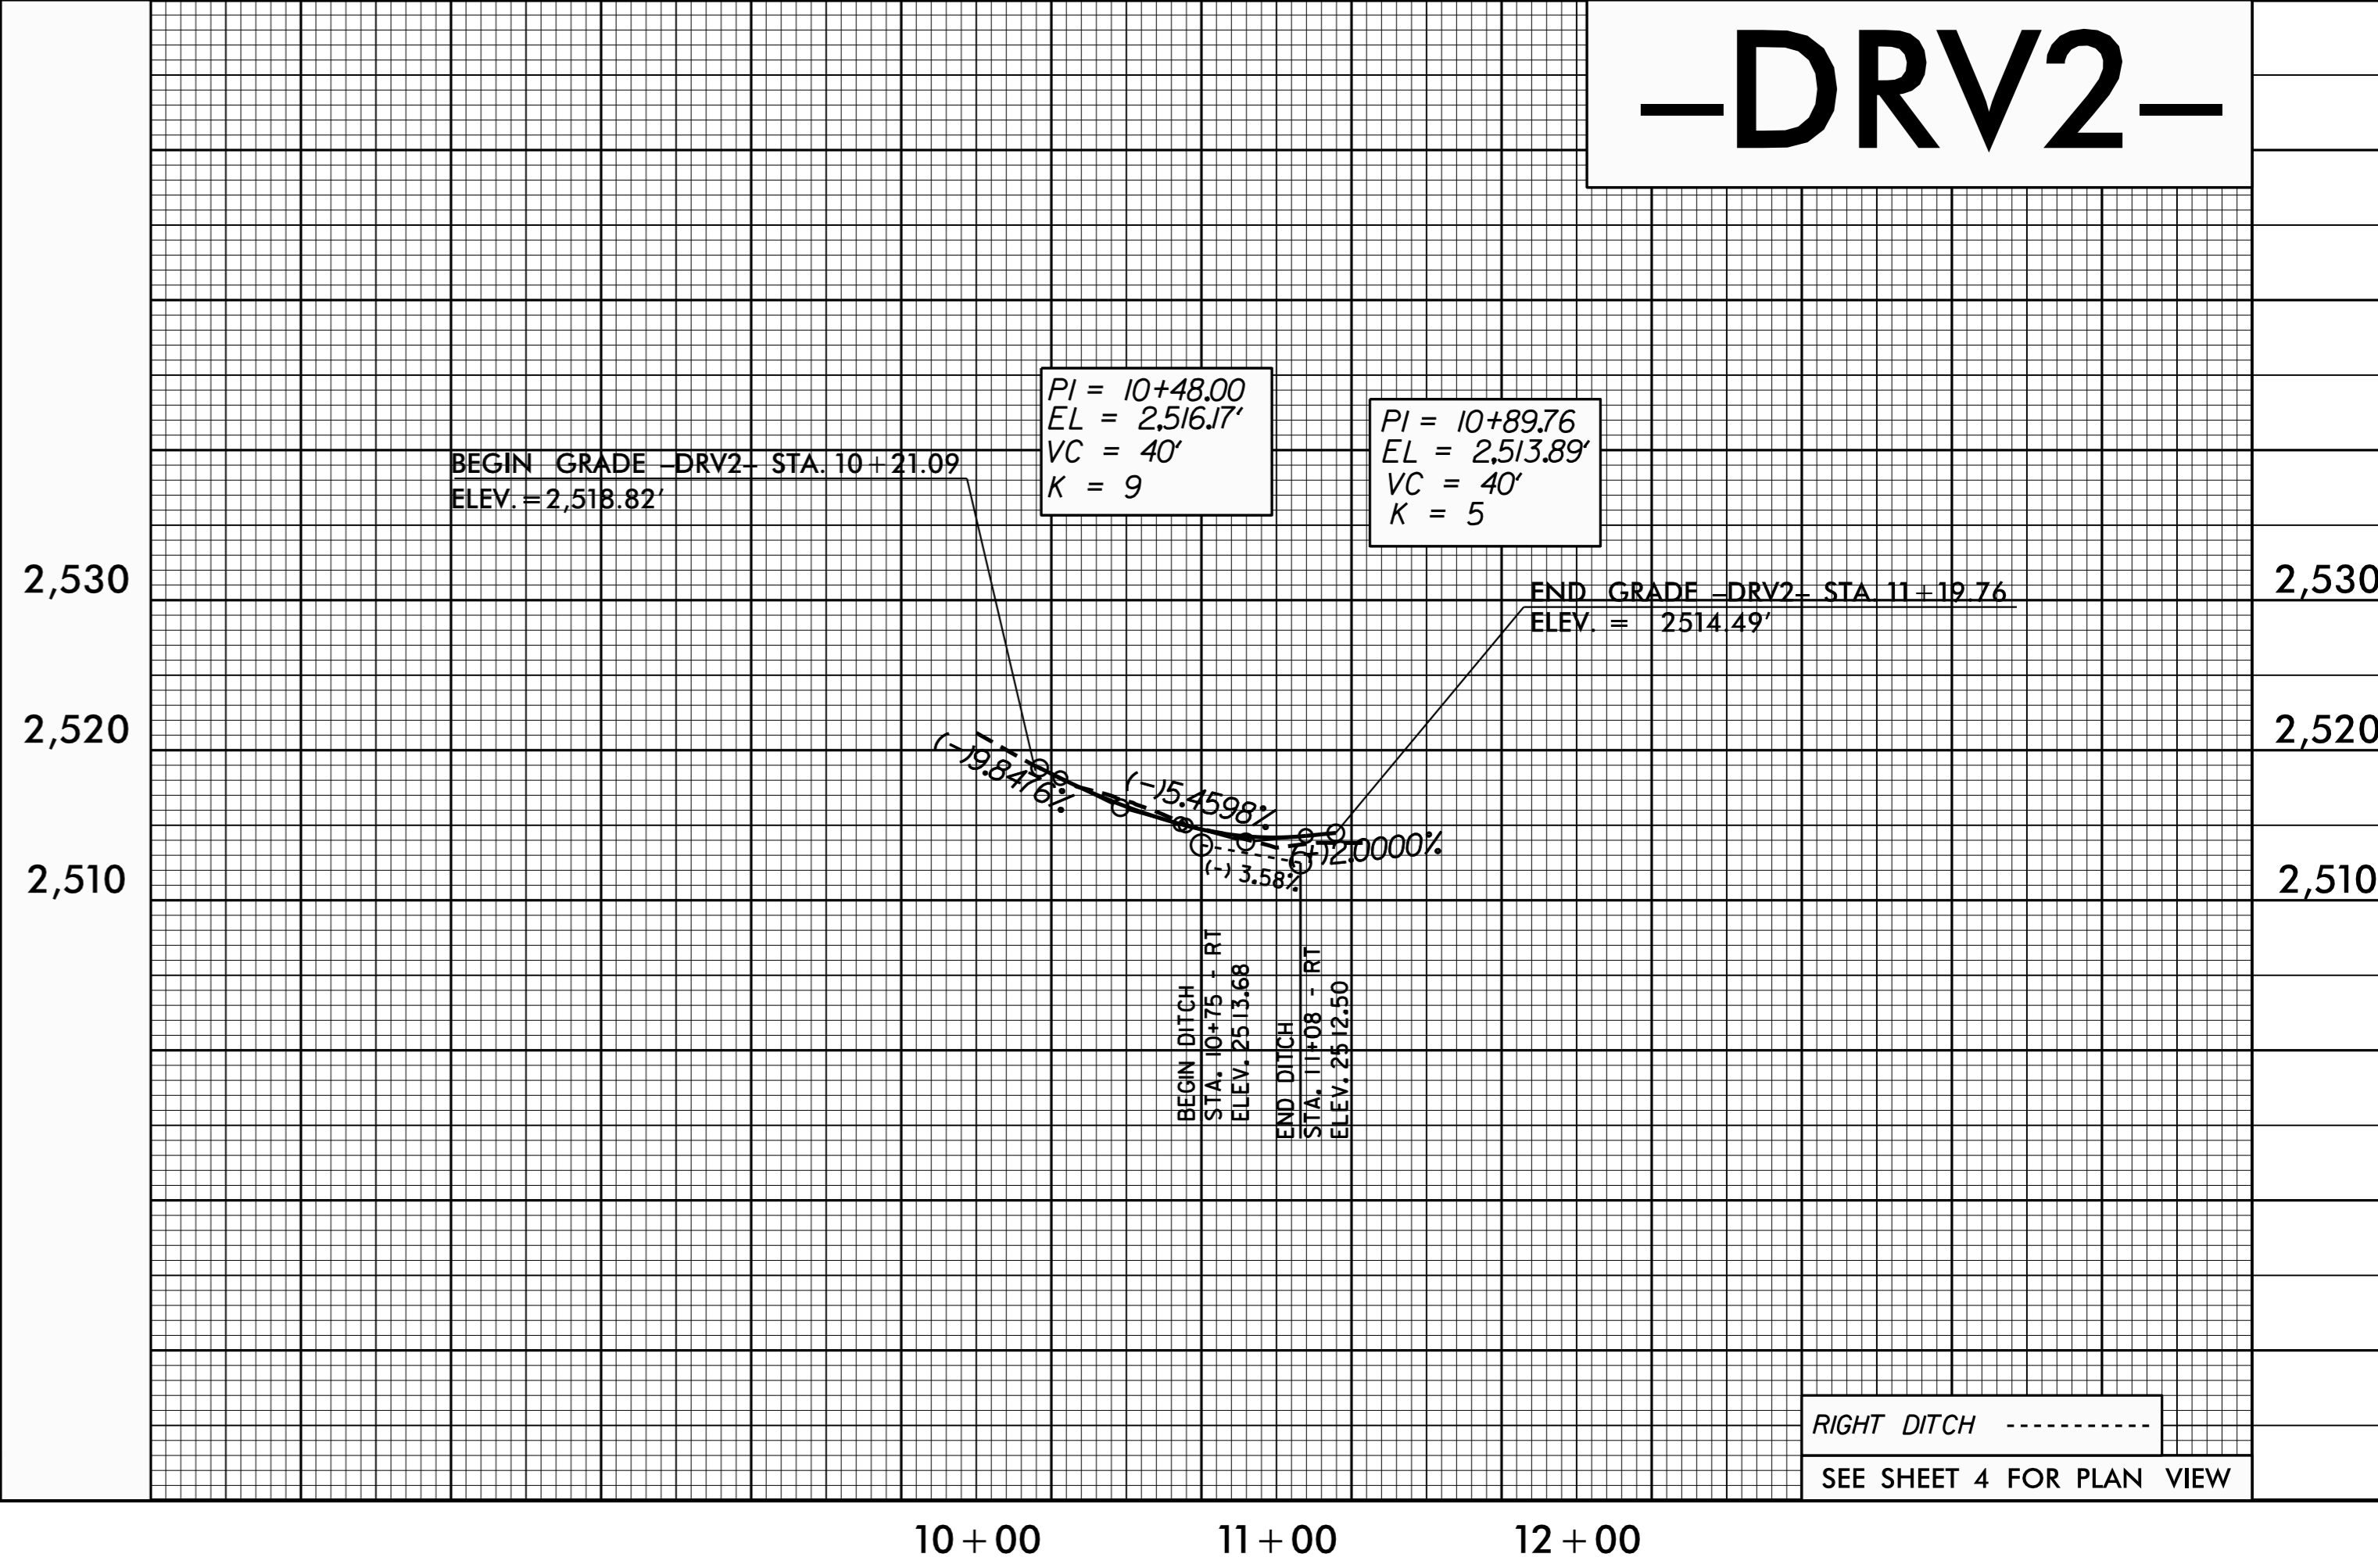 –DRV2–
PI = 10+48.00
EL = 2,516.17'
VC = 40'
K = 9
PI = 10+89.76
EL = 2,513.89'
VC = 40'
K = 5
BEGIN GRADE –DRV2– STA. 10+21.09
ELEV. = 2,518.82'
END GRADE –DRV2– STA. 11+19.76
ELEV. = 2514.49'
2,530
2,530
2,520
2,520
2,510
2,510
(-)9.8476%
(-)5.4598%
(+)2.0000%
(-) 3.58%
BEGIN DITCH
STA. 10+75 - RT
ELEV. 2513.68
END DITCH
STA. 11+08 - RT
ELEV. 2512.50
RIGHT DITCH
SEE SHEET 4 FOR PLAN VIEW
10+00
11+00
12+00